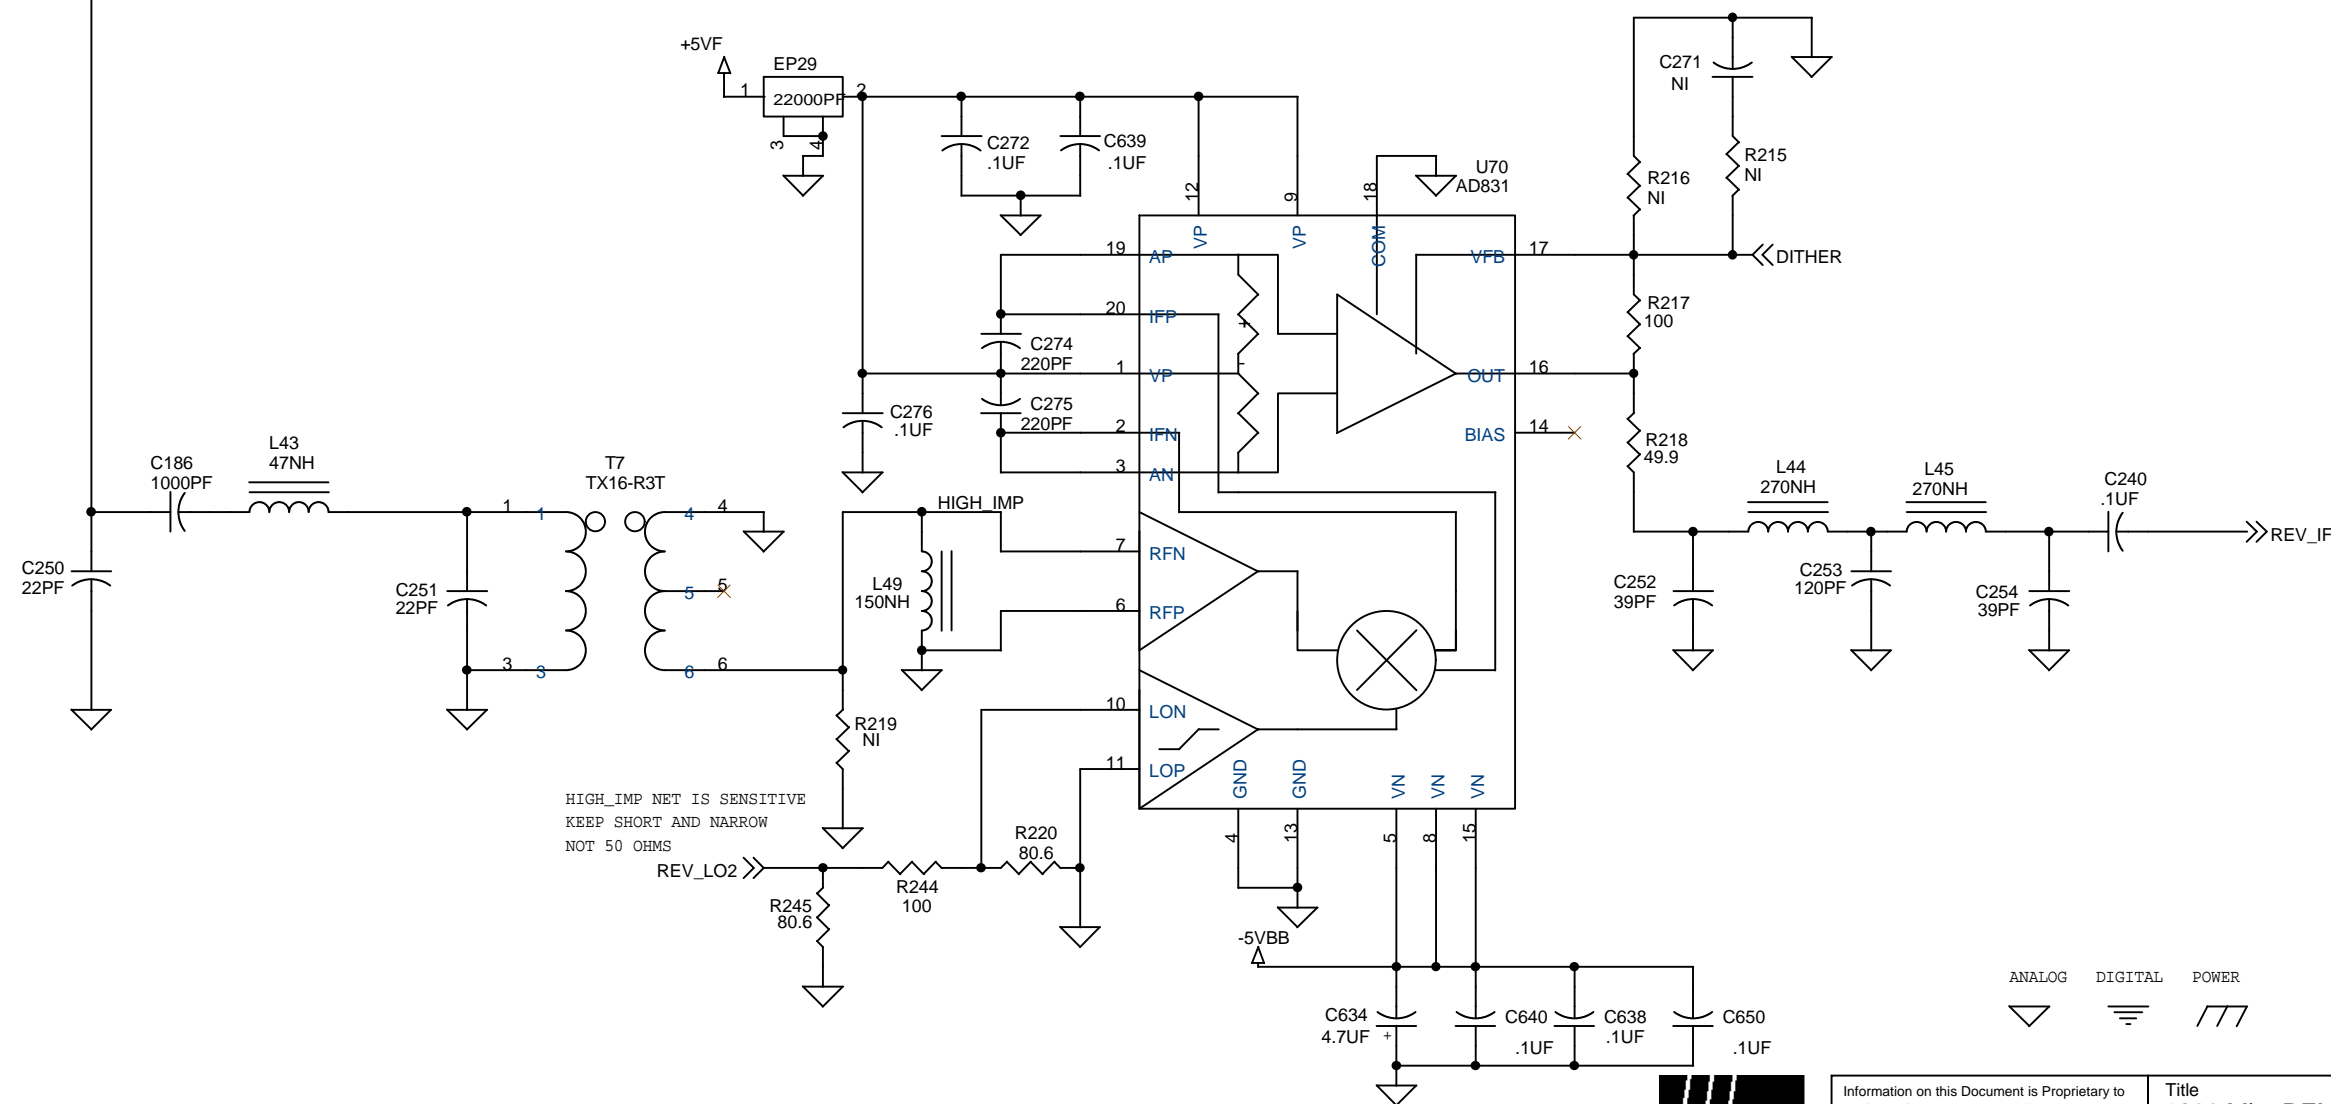 +5VF
EP29
1
22000PF
2
3
4
C272
.1UF
C639
.1UF
12
9
18
U70
AD831
C271
NI
R216
NI
R215
NI
VP
VP
COM
19
AP
VFB
17
DITHER
20
IFP
+
R217
100
C274
220PF
1
VP
-
OUT
16
C275
220PF
C276
.1UF
2
IFN
BIAS
14
3
AN
R218
49.9
C186
1000PF
L43
47NH
T7
TX16-R3T
1
1
4
4
HIGH_IMP
L44
270NH
L45
270NH
C240
.1UF
REV_IF
7
RFN
C250
22PF
C251
22PF
5
5
L49
150NH
6
RFP
C252
39PF
C253
120PF
C254
39PF
3
3
6
6
R219
NI
10
LON
11
LOP
GND
GND
VN
VN
VN
HIGH_IMP NET IS SENSITIVE
KEEP SHORT AND NARROW
NOT 50 OHMS
REV_LO2
R220
80.6
R244
100
R245
80.6
4
13
5
8
15
-5VBB
C634
4.7UF
+
C640
.1UF
C638
.1UF
C650
.1UF
ANALOG DIGITAL POWER
Information on this Document is Proprietary to
Title